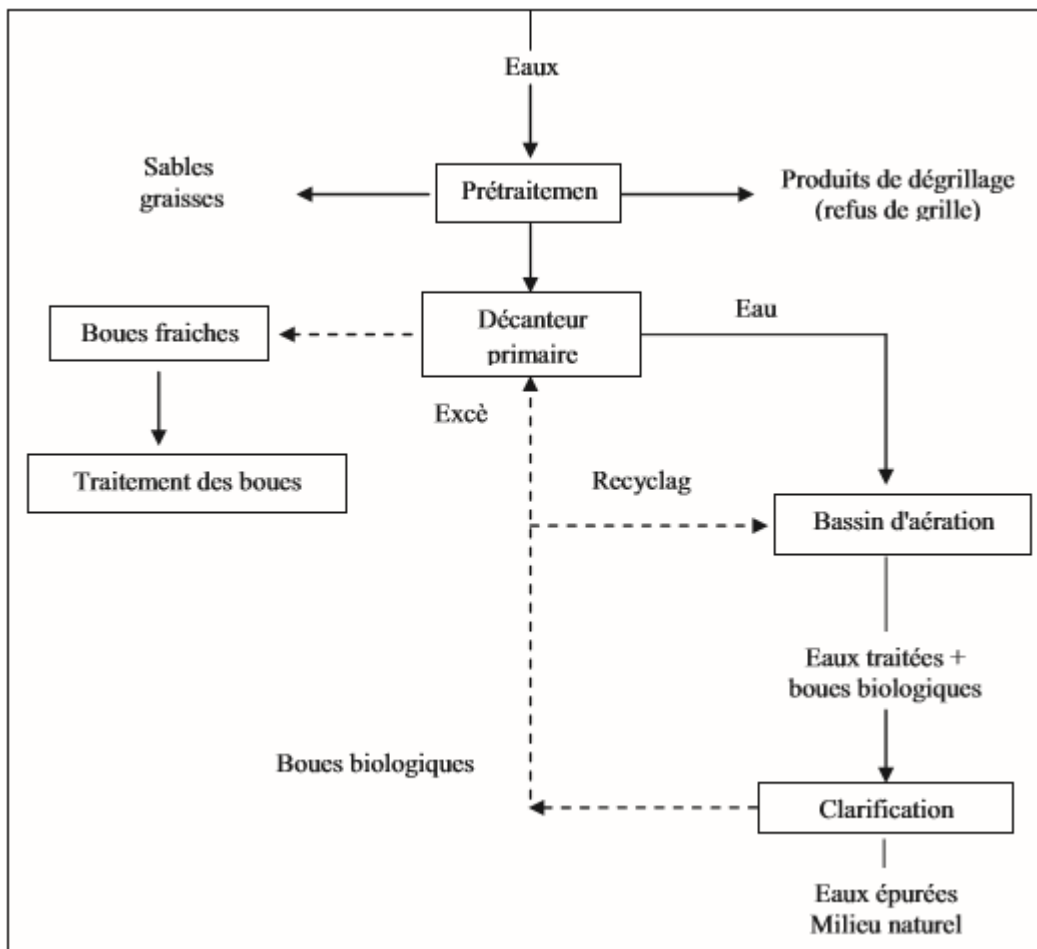 Eaux
Sables
graisses
Prétraitemen
Produits de dégrillage
(refus de grille)
Décanteur
primaire
Eau
Boues fraiches
Excè
Traitement des boues
Recyclag
Bassin d'aération
Eaux traitées +
boues biologiques
Boues biologiques
Clarification
Eaux épurées
Milieu naturel